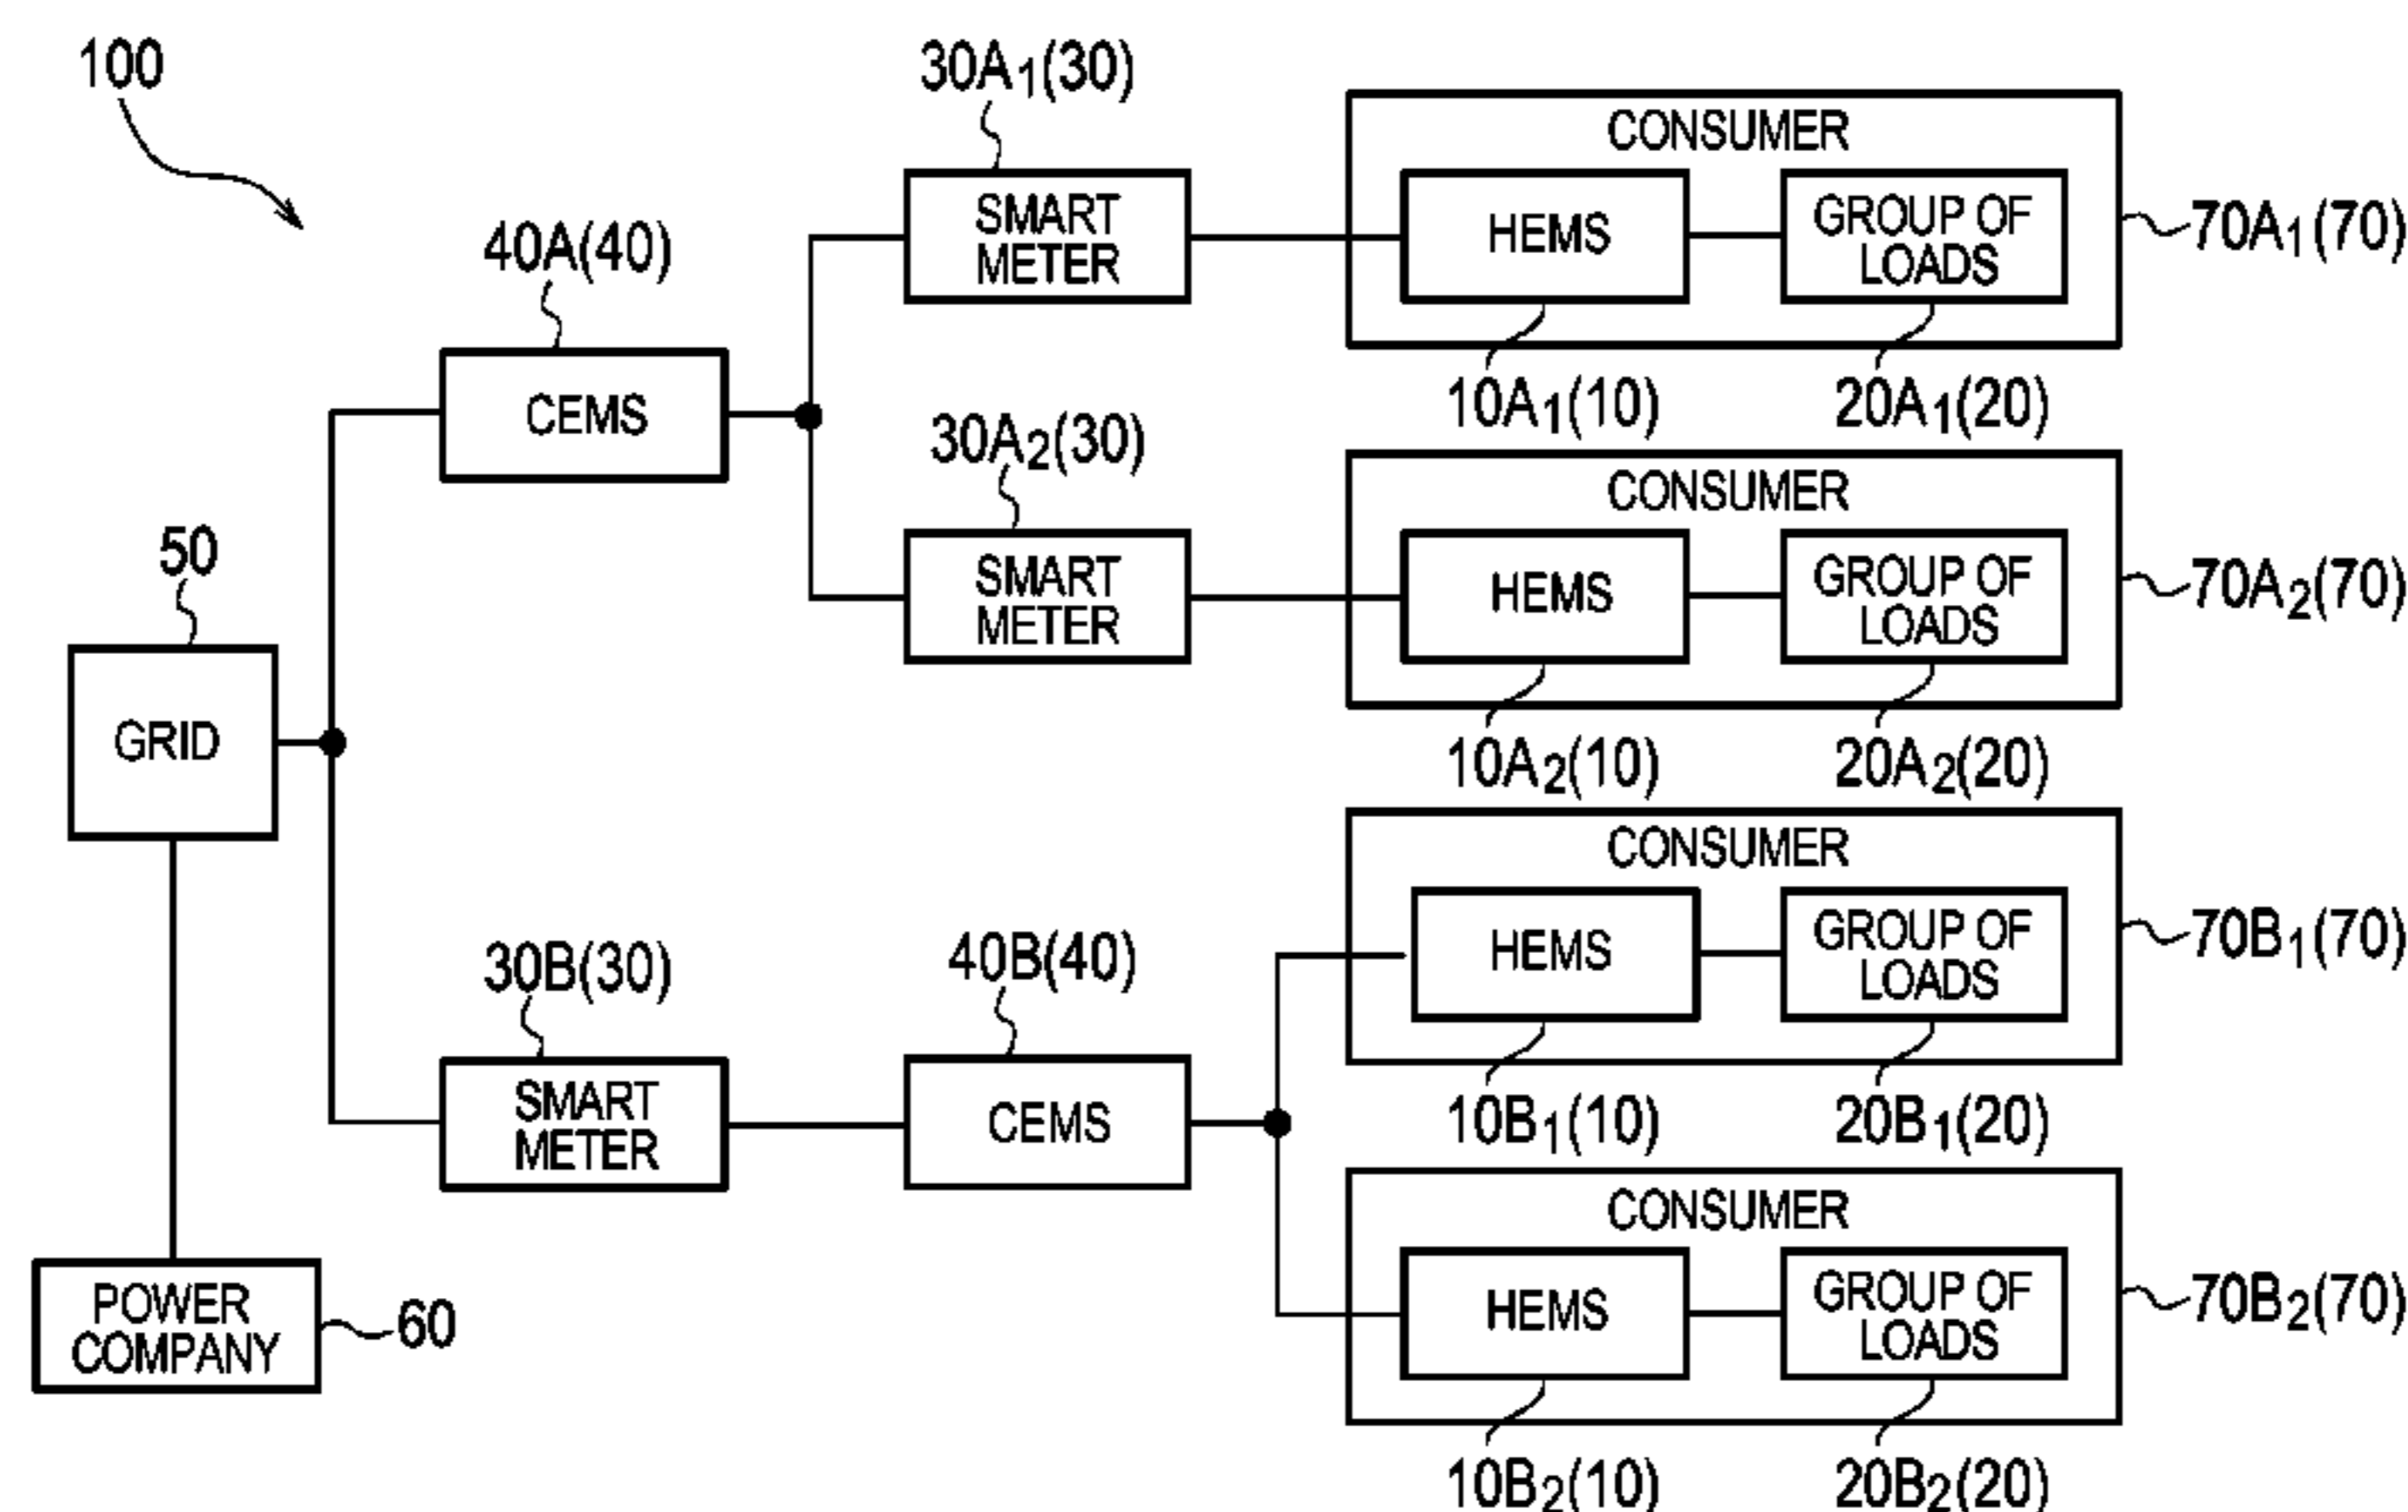 100
30A₁(30)
CONSUMER
SMART
METER
HEMS
GROUP OF
LOADS
70A₁(70)
40A(40)
10A₁(10)
20A₁(20)
CEMS
30A₂(30)
CONSUMER
SMART
METER
HEMS
GROUP OF
LOADS
70A₂(70)
50
10A₂(10)
20A₂(20)
GRID
CONSUMER
HEMS
GROUP OF
LOADS
70B₁(70)
30B(30)
40B(40)
10B₁(10)
20B₁(20)
SMART
METER
CEMS
CONSUMER
HEMS
GROUP OF
LOADS
70B₂(70)
POWER
COMPANY
60
10B₂(10)
20B₂(20)